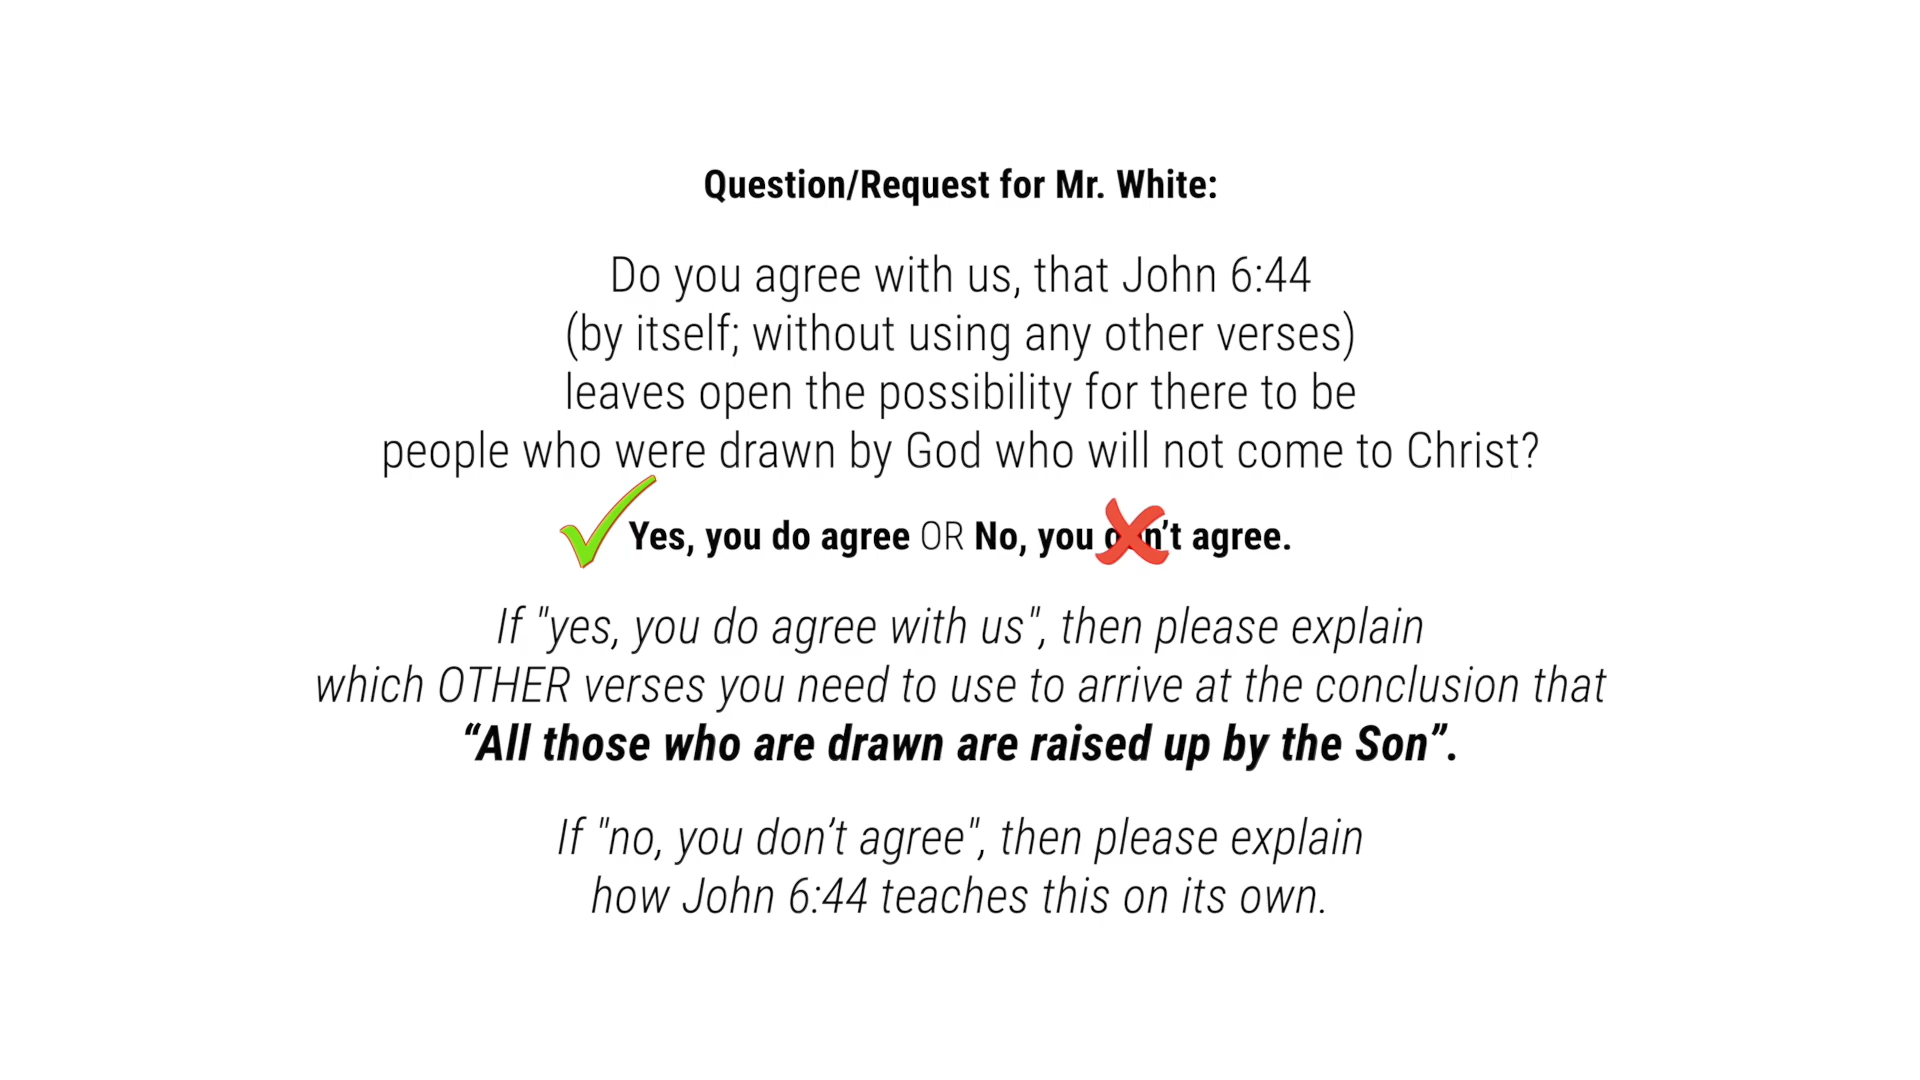 Question/Request for Mr. White:
Do you agree with us, that John 6:44
(by itself; without using any other verses)
leaves open the possibility for there to be
people who were drawn by God who will not come to Christ?
Yes, you do agree OR No, you don't agree.
If "yes, you do agree with us", then please explain
which OTHER verses you need to use to arrive at the conclusion that
“All those who are drawn are raised up by the Son”.
If "no, you don’t agree", then please explain
how John 6:44 teaches this on its own.